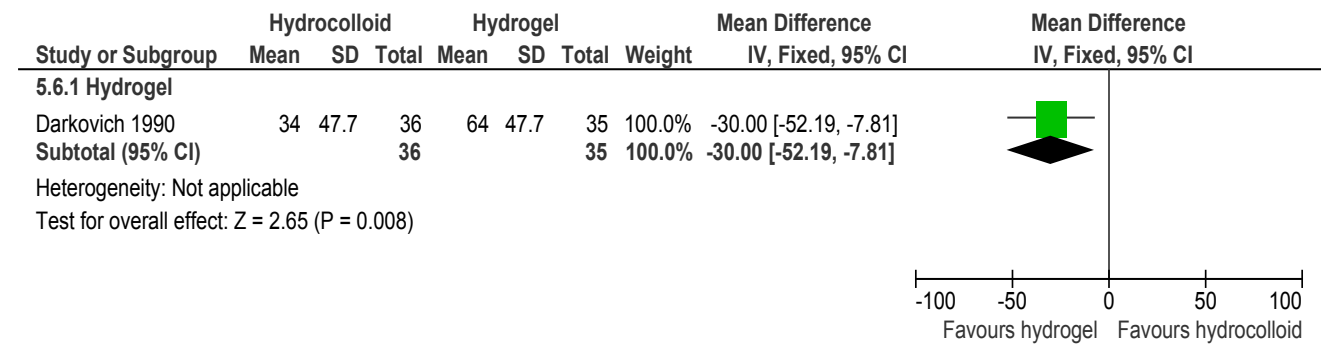 Hydrocolloid Hydrogel Mean Difference Mean Difference
Study or Subgroup Mean SD Total Mean SD Total Weight IV, Fixed, 95% CI IV, Fixed, 95% CI
5.6.1 Hydrogel
Darkovich 1990 34 47.7 36 64 47.7 35 100.0% -30.00 [-52.19, -7.81]
Subtotal (95% CI) 36 35 100.0% -30.00 [-52.19, -7.81]
Heterogeneity: Not applicable
Test for overall effect: Z = 2.65 (P = 0.008)
-100 -50 0 50 100
Favours hydrogel Favours hydrocolloid